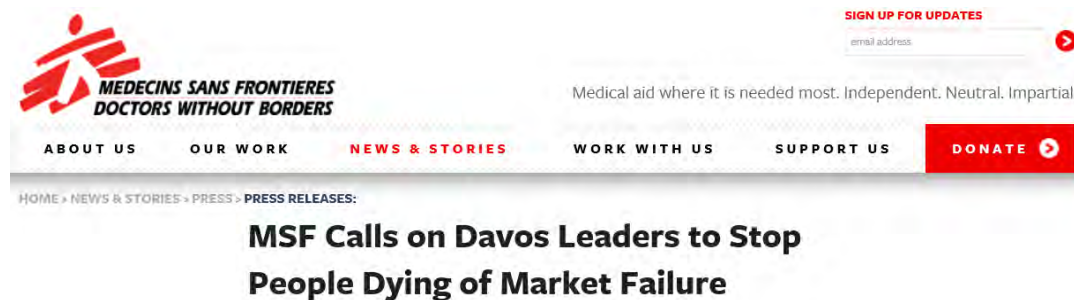 SIGN UP FOR UPDATES
email address
MEDECINS SANS FRONTIERES
DOCTORS WITHOUT BORDERS
Medical aid where it is needed most. Independent. Neutral. Impartial
ABOUT US OUR WORK NEWS & STORIES WORK WITH US SUPPORT US DONATE
HOME > NEWS & STORIES > PRESS > PRESS RELEASES:
MSF Calls on Davos Leaders to Stop
People Dying of Market Failure